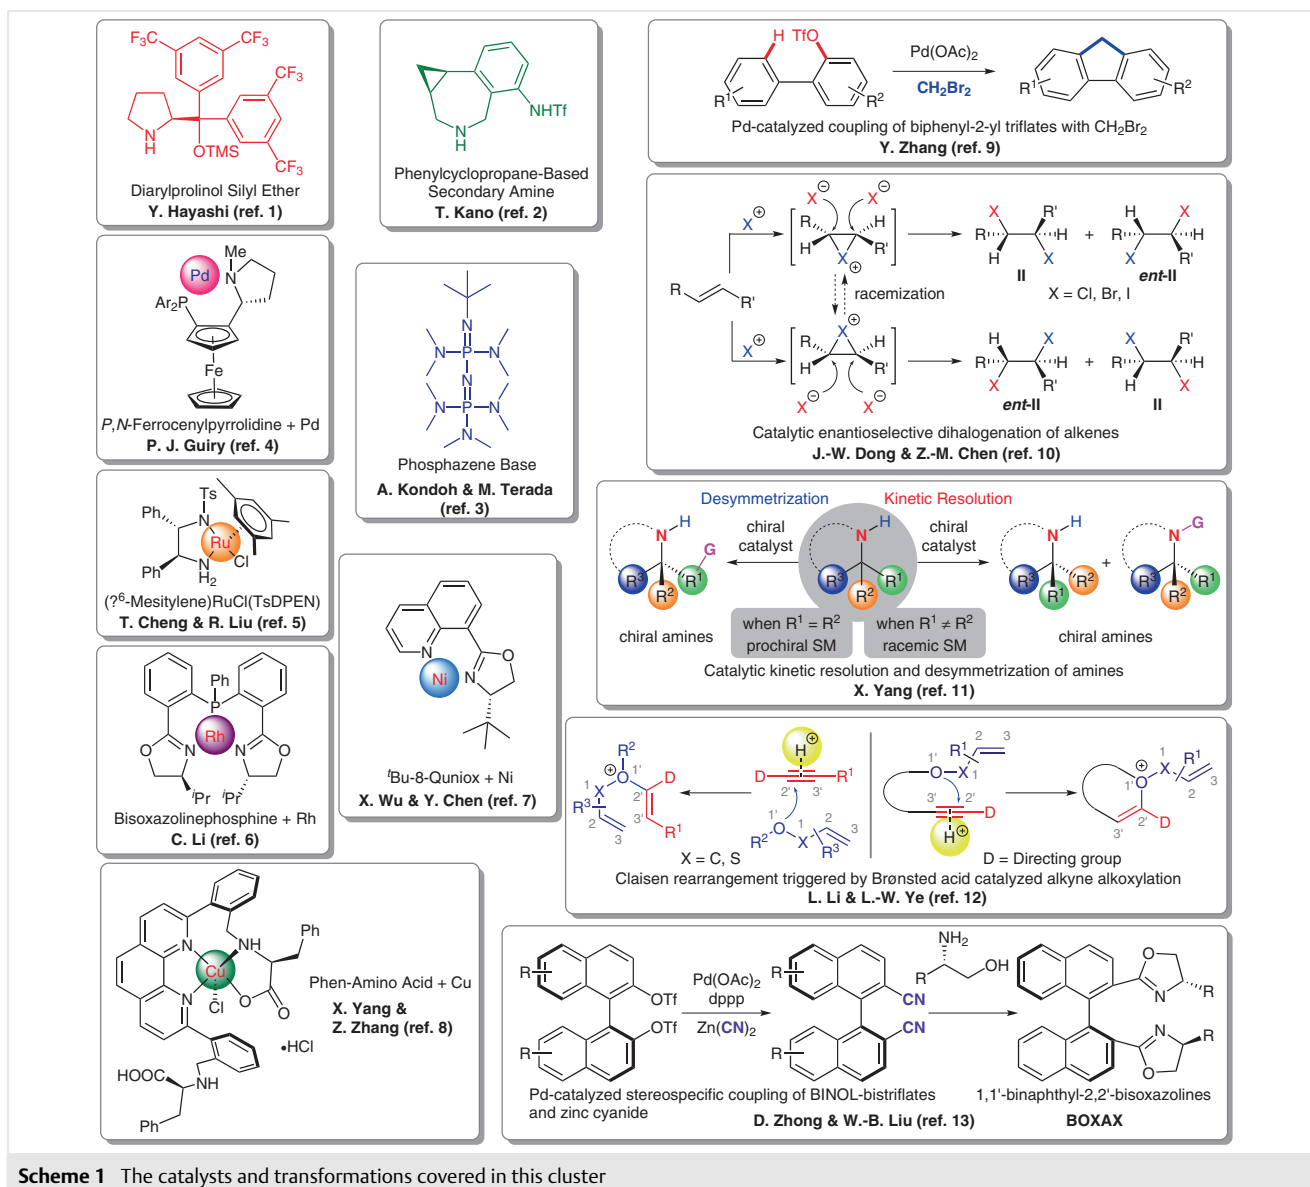 CF3
F3C
CF3
CF3
N
H
OTMS
CF3
Diarylprolinol Silyl Ether
Y. Hayashi (ref. 1)
NHTf
N
H
Phenylcyclopropane-Based
Secondary Amine
T. Kano (ref. 2)
H TfO
R1 R2
Pd(OAc)2
CH2Br2
R1 R2
Pd-catalyzed coupling of biphenyl-2-yl triflates with CH2Br2
Y. Zhang (ref. 9)
Me
Pd N
Ar2P
Fe
P,N-Ferrocenylpyrrolidine + Pd
P. J. Guiry (ref. 4)
N
N P N
N
N P N
N
Phosphazene Base
A. Kondoh & M. Terada
(ref. 3)
X⊖ X⊖
X⊕ R H
H R'
X⊕
X R'
R H
H X
II
+
H X
R H
X R'
ent-II
R
R'
racemization
X = Cl, Br, I
X⊕
X⊕
R H
H R'
X⊖ X⊖
H X
R H
X R'
ent-II
+
X R'
R H
H X
II
Catalytic enantioselective dihalogenation of alkenes
J.-W. Dong & Z.-M. Chen (ref. 10)
Ts
Ph N
Ru
Cl
Ph N
H2
(?6-Mesitylene)RuCl(TsDPEN)
T. Cheng & R. Liu (ref. 5)
Desymmetrization Kinetic Resolution
N H
G
R3 R1
R2
chiral
catalyst
N H
R3 R1
R2
chiral
catalyst
N H
R3 R2
R1
+
N G
R3 R1
R2
chiral amines
when R1 = R2
prochiral SM
when R1 ≠ R2
racemic SM
chiral amines
Catalytic kinetic resolution and desymmetrization of amines
X. Yang (ref. 11)
Ph
P
Rh
O N N O
iPr iPr
Bisoxazolinephosphine + Rh
C. Li (ref. 6)
N O
Ni N
tBu-8-Quniox + Ni
X. Wu & Y. Chen (ref. 7)
R2
⊕ O 1'
1 X D
R3 2'
2 3 3'
R1
H⊕
D R1
2' 3'
1' 1 3
R2 O X 2
R3
X = C, S
1' R1 2 3
O X 1
3' 2'
D
H⊕
D = Directing group
⊕ 1 R1
1' O X 3
2
2'
3' D
Claisen rearrangement triggered by Brønsted acid catalyzed alkyne alkoxylation
L. Li & L.-W. Ye (ref. 12)
N NH Ph
Cu
N O
Cl O
•HCl
HOOC NH
Ph
Phen-Amino Acid + Cu
X. Yang &
Z. Zhang (ref. 8)
R
OTf
OTf
R
Pd(OAc)2
dppp
Zn(CN)2
R
CN
CN
R
NH2
R OH
O
N R
N R
O
Pd-catalyzed stereospecific coupling of BINOL-bistriflates
and zinc cyanide
1,1'-binaphthyl-2,2'-bisoxazolines
D. Zhong & W.-B. Liu (ref. 13)
BOXAX
Scheme 1 The catalysts and transformations covered in this cluster